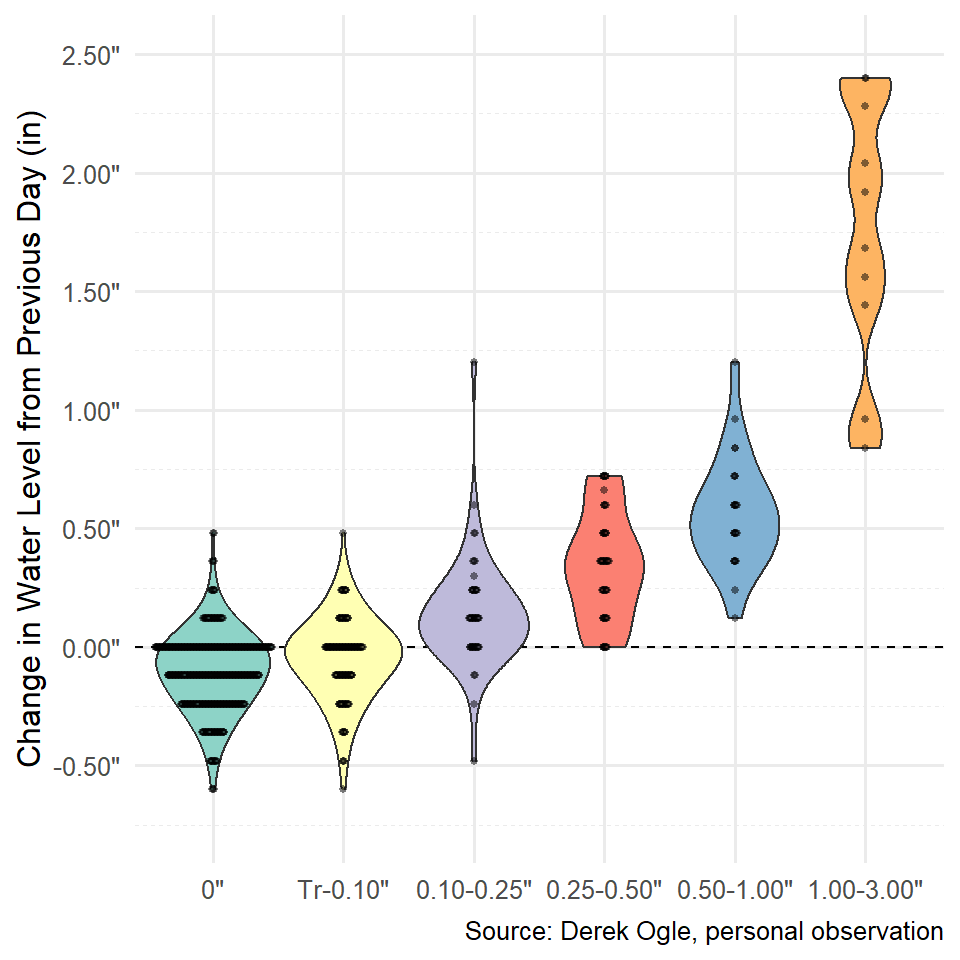 Change in Water Level from Previous Day (in)
2.50"
2.00"
1.50"
1.00"
0.50"
0.00"
-0.50"
0" Tr-0.10" 0.10-0.25" 0.25-0.50" 0.50-1.00" 1.00-3.00"
Source: Derek Ogle, personal observation